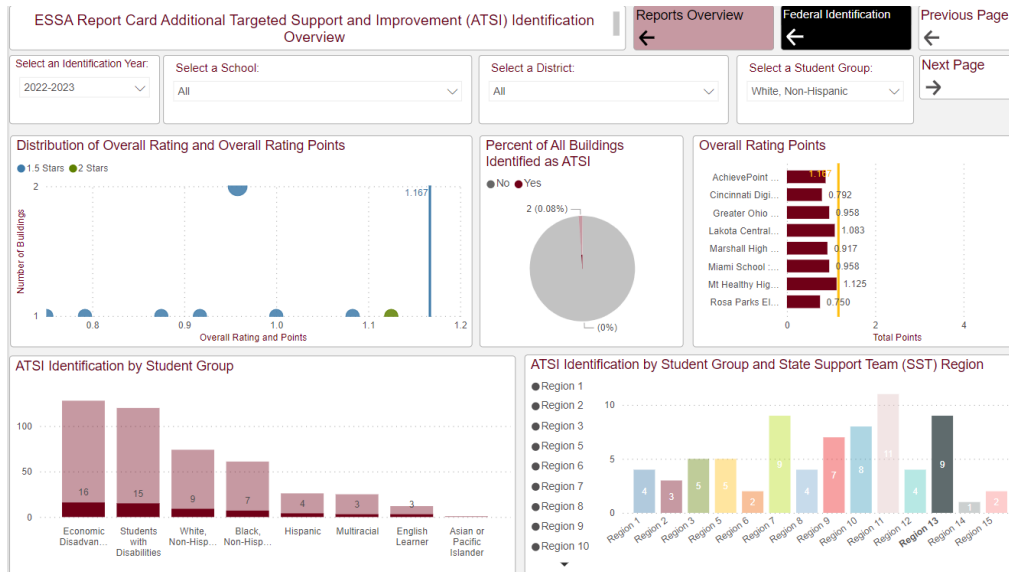 ESSA Report Card Additional Targeted Support and Improvement (ATSI) Identification
Overview
Reports Overview
Federal Identification
Previous Page
Select an Identification Year:
2022-2023
Select a School:
All
Select a District:
All
Select a Student Group:
White, Non-Hispanic
Next Page
Distribution of Overall Rating and Overall Rating Points
1.5 Stars 2 Stars
2
1.167
Number of Buildings
1
0.8 0.9 1.0 1.1 1.2
Overall Rating and Points
Percent of All Buildings
Identified as ATSI
No Yes
2 (0.08%)
(0%)
Overall Rating Points
1.167
AchievePoint ...
Cincinnati Digi... 0.792
Greater Ohio ... 0.958
Lakota Central... 1.083
Marshall High ... 0.917
Miami School :... 0.958
Mt Healthy Hig... 1.125
Rosa Parks El... 0.750
0 2 4
Total Points
ATSI Identification by Student Group
100
50
0
16 15 9 7 4 3 3
Economic
Disadvan...
Students
with
Disabilities
White,
Non-Hisp...
Black,
Non-Hisp...
Hispanic
Multiracial
English
Learner
Asian or
Pacific
Islander
ATSI Identification by Student Group and State Support Team (SST) Region
Region 1
Region 2
Region 3
Region 5
Region 6
Region 7
Region 8
Region 9
Region 10
10
5
0
4 3 5 5 2 9 4 7 8 11 4 9 1 2
Region 1
Region 2
Region 3
Region 5
Region 6
Region 7
Region 8
Region 9
Region 10
Region 11
Region 12
Region 13
Region 14
Region 15